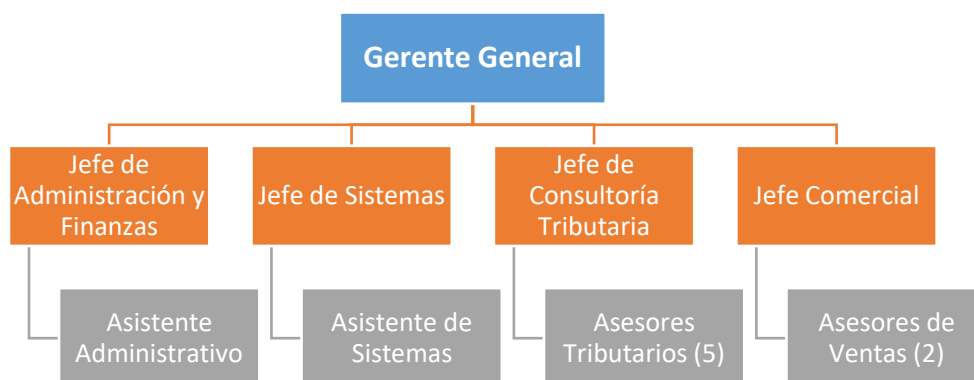 Gerente General
Jefe de
Administración y
Finanzas
Jefe de Sistemas
Jefe de
Consultoría
Tributaria
Jefe Comercial
Asistente
Administrativo
Asistente de
Sistemas
Asesores
Tributarios (5)
Asesores de
Ventas (2)